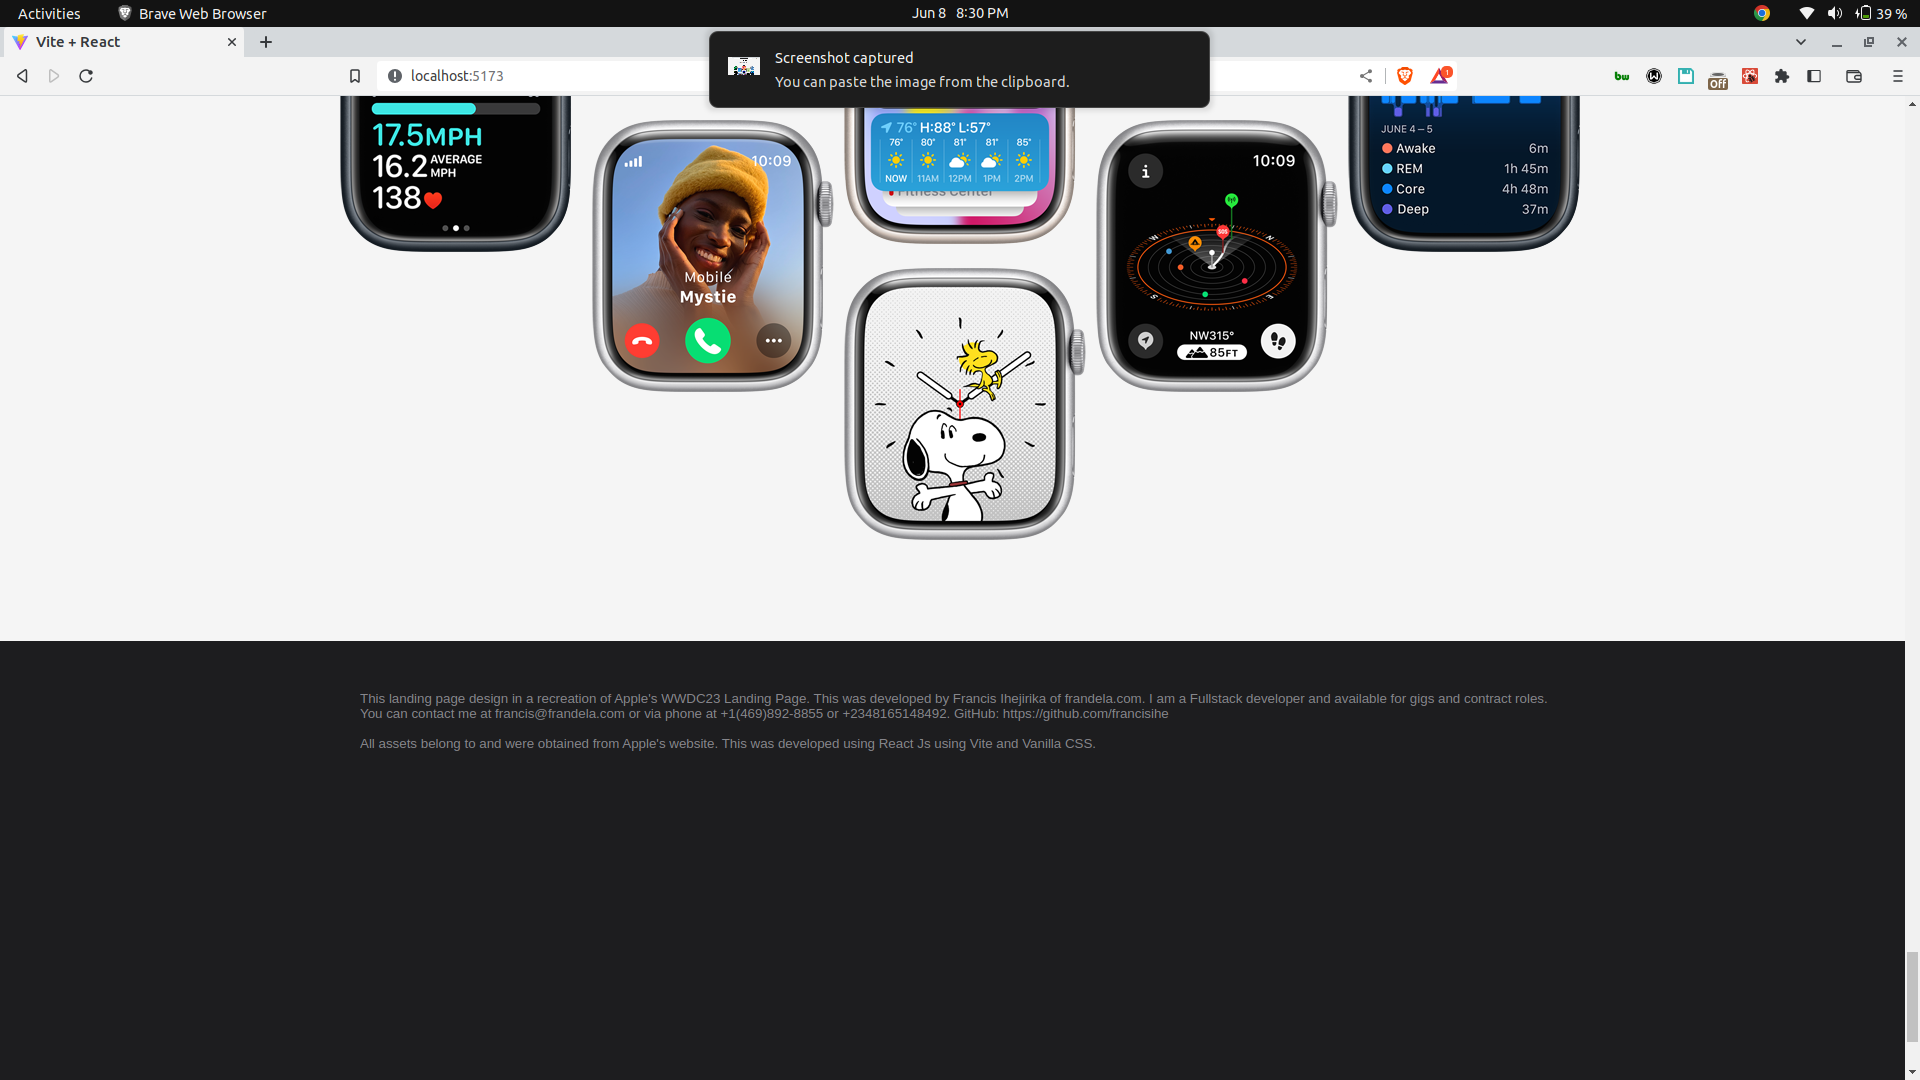 Activities
Brave Web Browser
Jun 8 8:30 PM
39 %
Vite + React
localhost:5173
Screenshot captured
You can paste the image from the clipboard.
bw
Off
1
17.5MPH
16.2 AVERAGE MPH
138
10:09
Mobile
Mystie
76° H:88° L:57°
76° 80° 81° 81° 85°
NOW 11AM 12PM 1PM 2PM
Fitness Center
10:09
i
SOS
N
E
S
W
NW315°
85FT
JUNE 4 – 5
Awake 6m
REM 1h 45m
Core 4h 48m
Deep 37m
This landing page design in a recreation of Apple's WWDC23 Landing Page. This was developed by Francis Ihejirika of frandela.com. I am a Fullstack developer and available for gigs and contract roles.
You can contact me at francis@frandela.com or via phone at +1(469)892-8855 or +2348165148492. GitHub: https://github.com/francisihe
All assets belong to and were obtained from Apple's website. This was developed using React Js using Vite and Vanilla CSS.